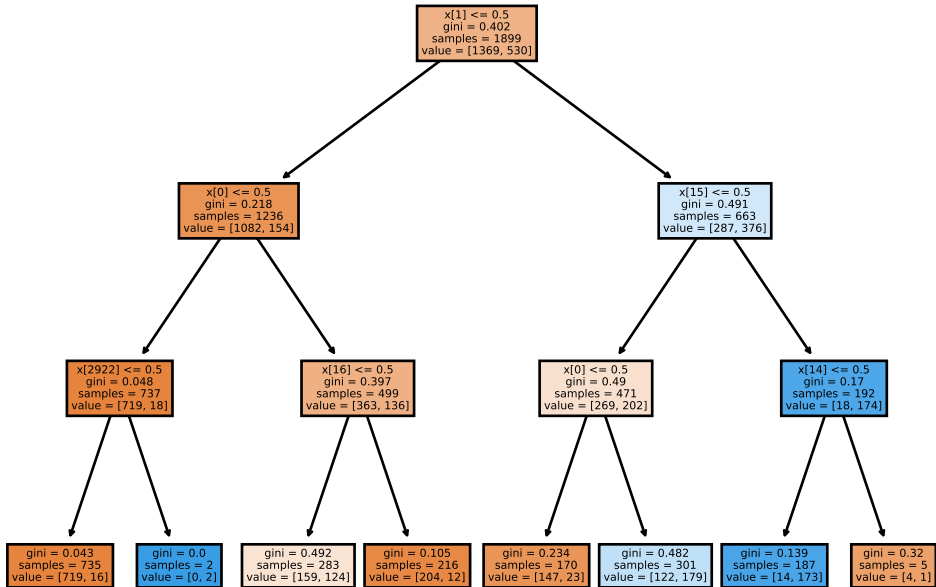 x[1] <= 0.5
gini = 0.402
samples = 1899
value = [1369, 530]
x[0] <= 0.5
gini = 0.218
samples = 1236
value = [1082, 154]
x[15] <= 0.5
gini = 0.491
samples = 663
value = [287, 376]
x[2922] <= 0.5
gini = 0.048
samples = 737
value = [719, 18]
x[16] <= 0.5
gini = 0.397
samples = 499
value = [363, 136]
x[0] <= 0.5
gini = 0.49
samples = 471
value = [269, 202]
x[14] <= 0.5
gini = 0.17
samples = 192
value = [18, 174]
gini = 0.043
samples = 735
value = [719, 16]
gini = 0.0
samples = 2
value = [0, 2]
gini = 0.492
samples = 283
value = [159, 124]
gini = 0.105
samples = 216
value = [204, 12]
gini = 0.234
samples = 170
value = [147, 23]
gini = 0.482
samples = 301
value = [122, 179]
gini = 0.139
samples = 187
value = [14, 173]
gini = 0.32
samples = 5
value = [4, 1]